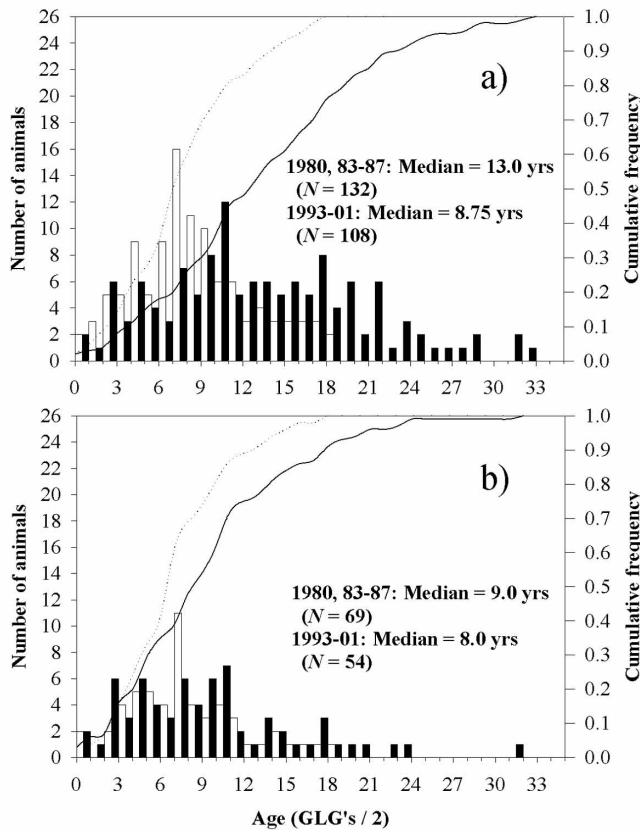 26
24
22
20
18
16
14
12
10
8
6
4
2
0
Number of animals
1.0
0.9
0.8
0.7
0.6
0.5
0.4
0.3
0.2
0.1
0.0
Cumulative frequency
a)
1980, 83-87: Median = 13.0 yrs
(N = 132)
1993-01: Median = 8.75 yrs
(N = 108)
0 3 6 9 12 15 18 21 24 27 30 33
26
24
22
20
18
16
14
12
10
8
6
4
2
0
Number of animals
1.0
0.9
0.8
0.7
0.6
0.5
0.4
0.3
0.2
0.1
0.0
Cumulative frequency
b)
1980, 83-87: Median = 9.0 yrs
(N = 69)
1993-01: Median = 8.0 yrs
(N = 54)
0 3 6 9 12 15 18 21 24 27 30 33
Age (GLG's / 2)